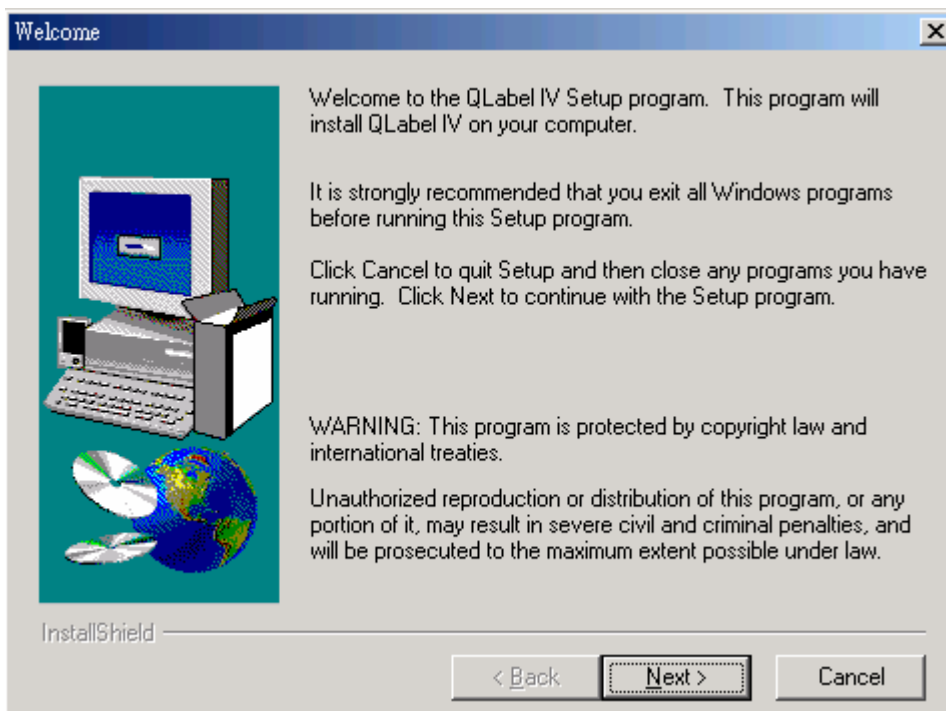 Welcome
Welcome to the QLabel IV Setup program.  This program will
install QLabel IV on your computer.
It is strongly recommended that you exit all Windows programs
before running this Setup program.
Click Cancel to quit Setup and then close any programs you have
running.  Click Next to continue with the Setup program.
WARNING: This program is protected by copyright law and
international treaties.
Unauthorized reproduction or distribution of this program, or any
portion of it, may result in severe civil and criminal penalties, and
will be prosecuted to the maximum extent possible under law.
InstallShield
< Back
Next >
Cancel